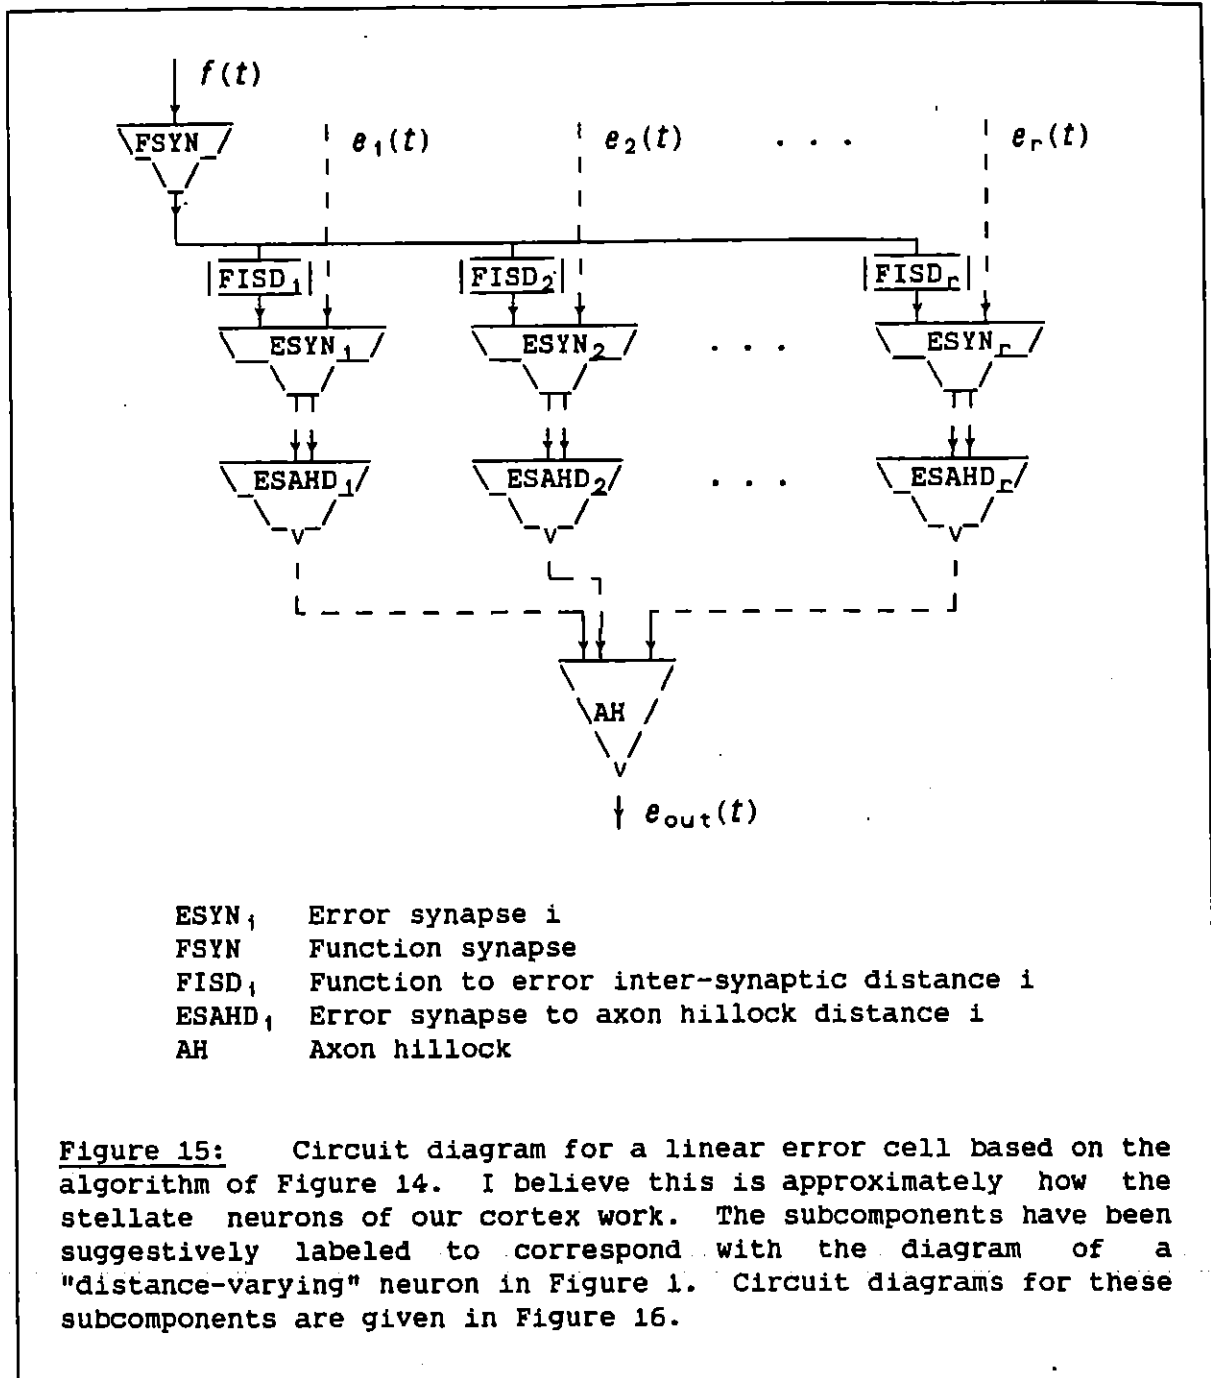 f(t)
FSYN
e₁(t) e₂(t) . . . eᵣ(t)
FISD₁ FISD₂ FISDᵣ
ESYN₁ ESYN₂ . . . ESYNᵣ
ESAHD₁ ESAHD₂ . . . ESAHDᵣ
AH
e_out(t)
ESYNᵢ Error synapse i
FSYN Function synapse
FISDᵢ Function to error inter-synaptic distance i
ESAHDᵢ Error synapse to axon hillock distance i
AH Axon hillock
Figure 15: Circuit diagram for a linear error cell based on the
algorithm of Figure 14. I believe this is approximately how the
stellate neurons of our cortex work. The subcomponents have been
suggestively labeled to correspond with the diagram of a
"distance-varying" neuron in Figure 1. Circuit diagrams for these
subcomponents are given in Figure 16.